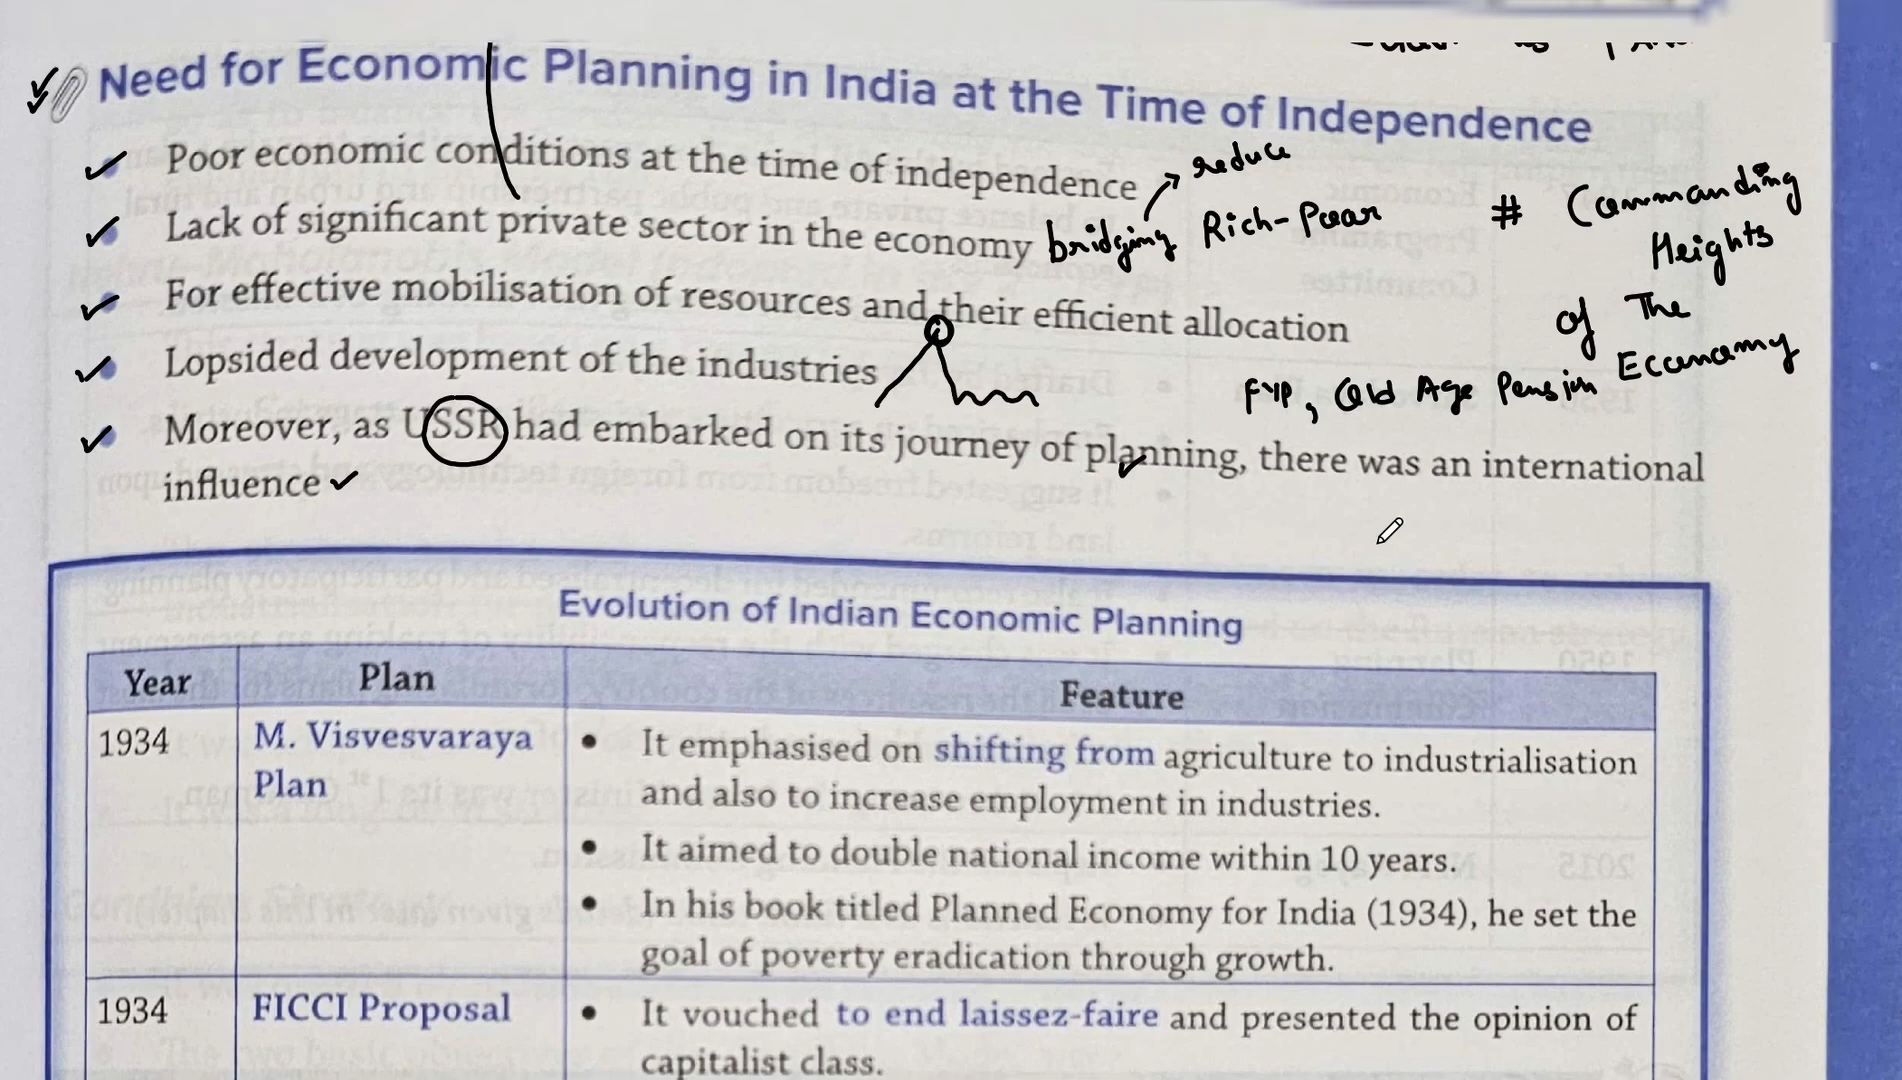 Need for Economic Planning in India at the Time of Independence
Poor economic conditions at the time of independence
reduce
Lack of significant private sector in the economy bridging Rich-Poor
# Commanding
Heights
of The
Economy
For effective mobilisation of resources and their efficient allocation
Lopsided development of the industries
FYP, Old Age Pension
Moreover, as USSR had embarked on its journey of planning, there was an international
influence
Evolution of Indian Economic Planning
Year Plan Feature
1934 M. Visvesvaraya Plan
• It emphasised on shifting from agriculture to industrialisation
and also to increase employment in industries.
• It aimed to double national income within 10 years.
• In his book titled Planned Economy for India (1934), he set the
goal of poverty eradication through growth.
1934 FICCI Proposal
• It vouched to end laissez-faire and presented the opinion of
capitalist class.